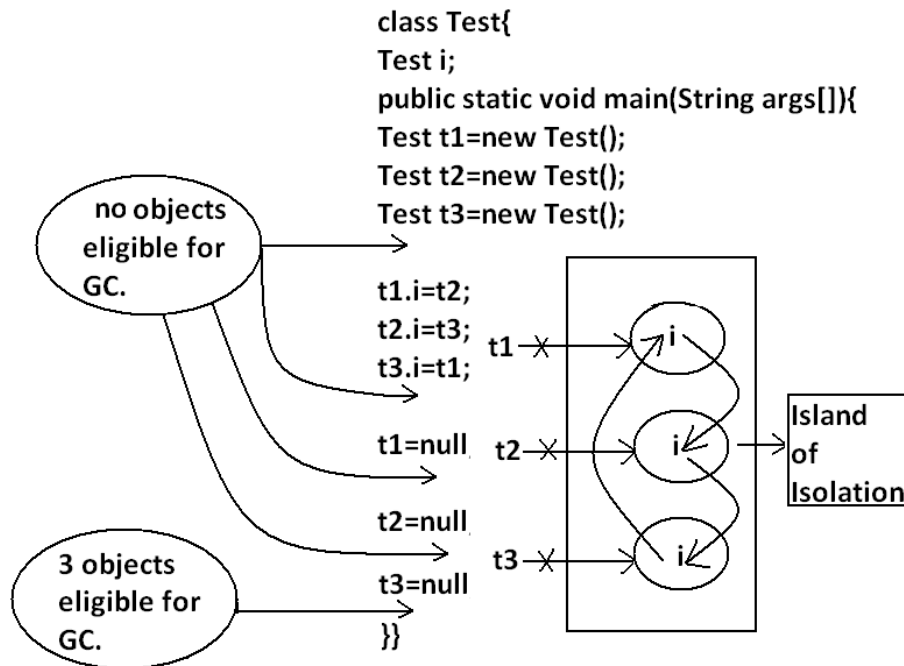 class Test{
Test i;
public static void main(String args[]){
Test t1=new Test();
Test t2=new Test();
Test t3=new Test();
no objects
eligible for
GC.
t1.i=t2;
t2.i=t3;
t3.i=t1;
t1=null
t2=null
t3=null
}}
3 objects
eligible for
GC.
t1
i
t2
i
t3
i
Island
of
Isolation